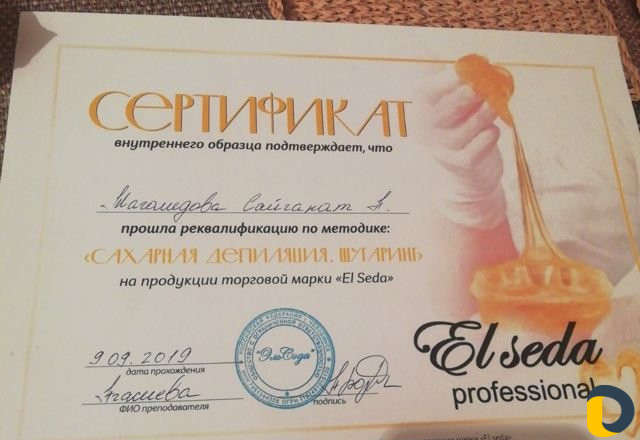 СЕРТИФИКАТ
внутреннего образца подтверждает, что
Магомедова Сайганат А.
прошла реквалификацию по методике:
«САХАРНАЯ ДЕПИЛЯЦИЯ. ШУГАРИНГ»
на продукции торговой марки «El Seda»
El seda
professional
"ЭльСеда"
9 09. 2019
дата прохождения
ФИО преподавателя
подпись